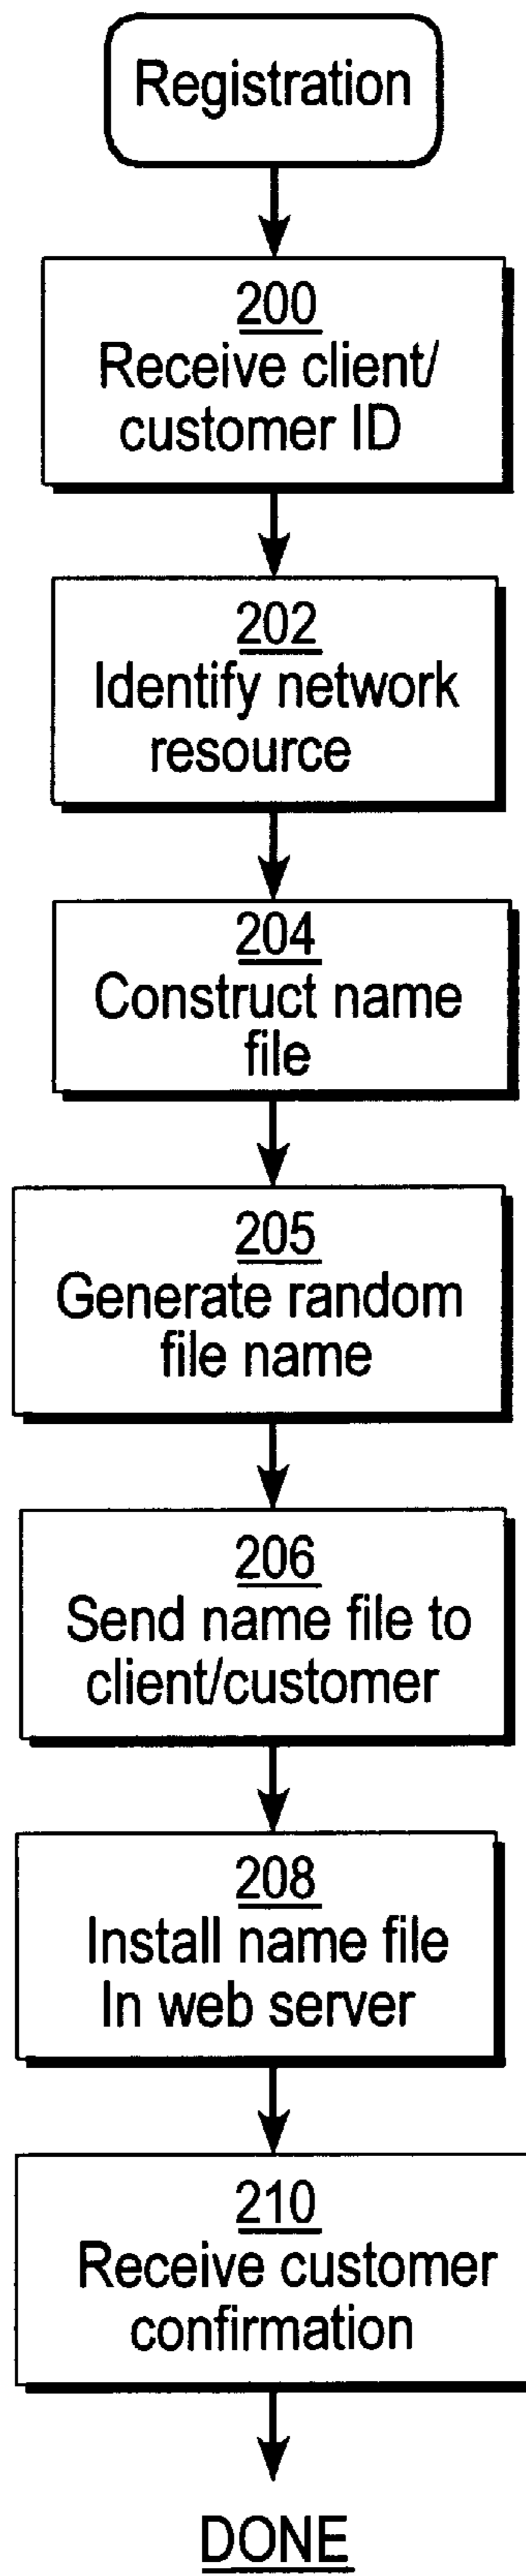 Registration
200
Receive client/
customer ID
202
Identify network
resource
204
Construct name
file
205
Generate random
file name
206
Send name file to
client/customer
208
Install name file
In web server
210
Receive customer
confirmation
DONE